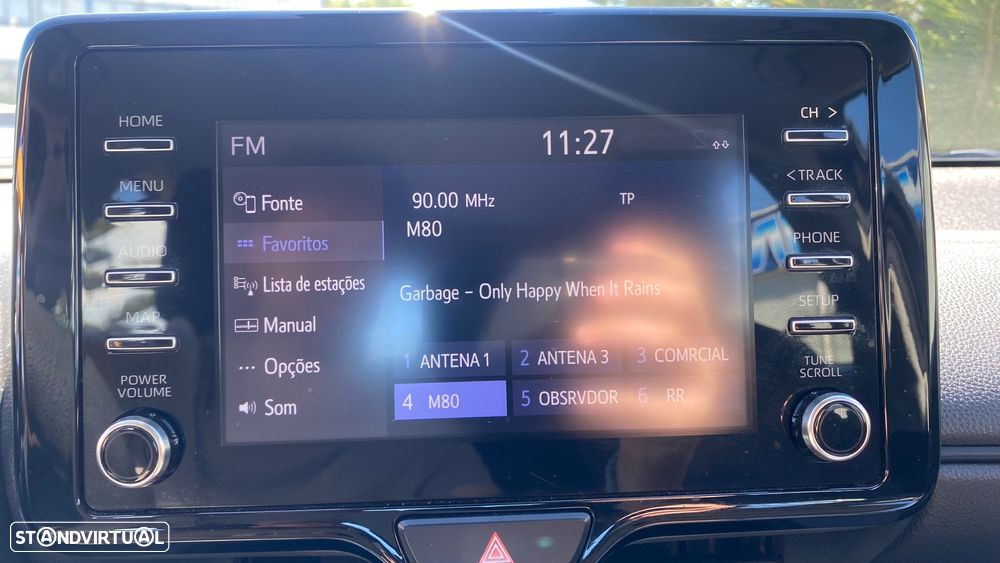 HOME
MENU
AUDIO
MAP
POWER
VOLUME
FM
11:27
Fonte
Favoritos
Lista de estações
Manual
Opções
Som
90.00 MHz
TP
M80
Garbage – Only Happy When It Rains
1 ANTENA 1
2 ANTENA 3
3 COMRCIAL
4 M80
5 OBSRVDOR
6 RR
CH >
< TRACK
PHONE
SETUP
TUNE
SCROLL
STANDVIRTUAL